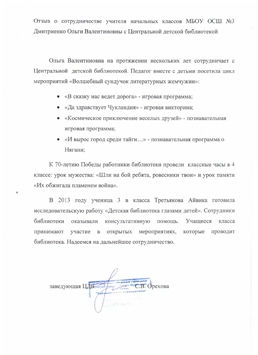 Отзыв о сотрудничестве учителя начальных классов МБОУ ОСШ №3
Дмитриенко Ольги Валентиновны с Центральной детской библиотекой
Ольга Валентиновна на протяжении нескольких лет сотрудничает с
Центральной детской библиотекой. Педагог вместе с детьми посетили цикл
мероприятий «Волшебный сундучок литературных жемчужин»:
«В сказку нас ведет дорога» - игровая программа;
«Да здравствует Чукландия» - игровая викторина;
«Космическое приключение веселых друзей» - познавательная
игровая программа;
«И вырос город среди тайги…» - познавательная программа о
Нягани;
К 70-летию Победы работники библиотеки провели классные часы в 4
классе: урок мужества: «Шли на бой ребята, ровесники твои» и урок памяти
«Их обжигала пламенем война».
В 2013 году ученица 3 в класса Третьякова Айвика готовила
исследовательскую работу «Детская библиотека глазами детей». Сотрудники
библиотеки оказывали консультативную помощь. Учащиеся класса
принимают участие в открытых мероприятиях, которые проводит
библиотека. Надеемся на дальнейшее сотрудничество.
заведующая ЦДБ С.В. Орехова